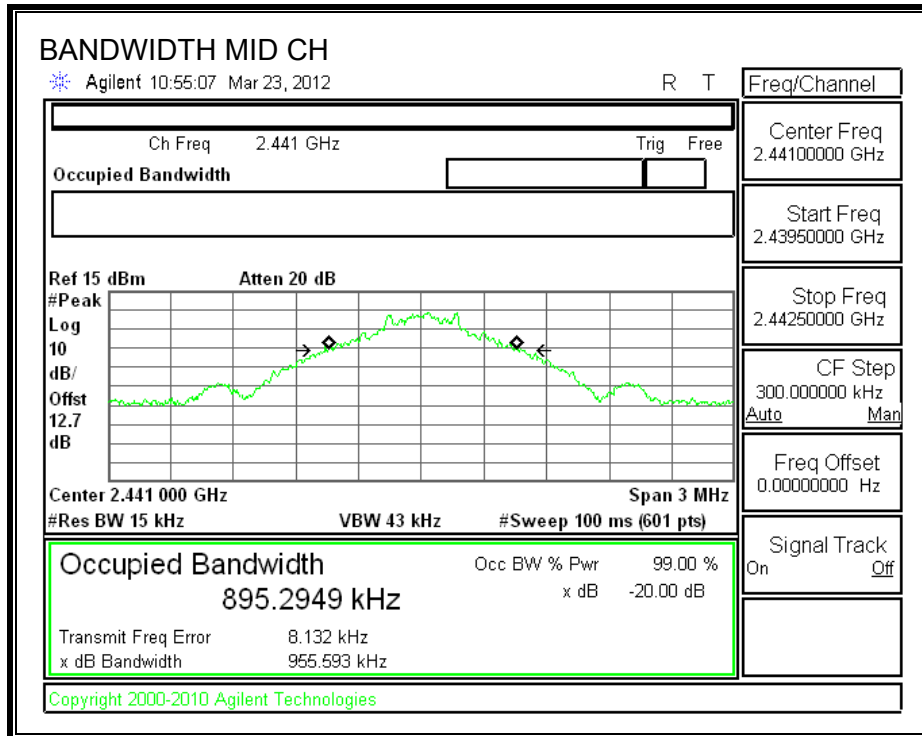 BANDWIDTH MID CH
Agilent 10:55:07 Mar 23, 2012 R T
Freq/Channel
Ch Freq 2.441 GHz Trig Free
Occupied Bandwidth
Center Freq
2.44100000 GHz
Start Freq
2.43950000 GHz
Stop Freq
2.44250000 GHz
CF Step
300.000000 kHz
Auto Man
Freq Offset
0.00000000 Hz
Signal Track
On Off
Ref 15 dBm Atten 20 dB
#Peak
Log
10
dB/
Offst
12.7
dB
Center 2.441 000 GHz Span 3 MHz
#Res BW 15 kHz VBW 43 kHz #Sweep 100 ms (601 pts)
Occupied Bandwidth Occ BW % Pwr 99.00 %
895.2949 kHz x dB -20.00 dB
Transmit Freq Error 8.132 kHz
x dB Bandwidth 955.593 kHz
Copyright 2000-2010 Agilent Technologies